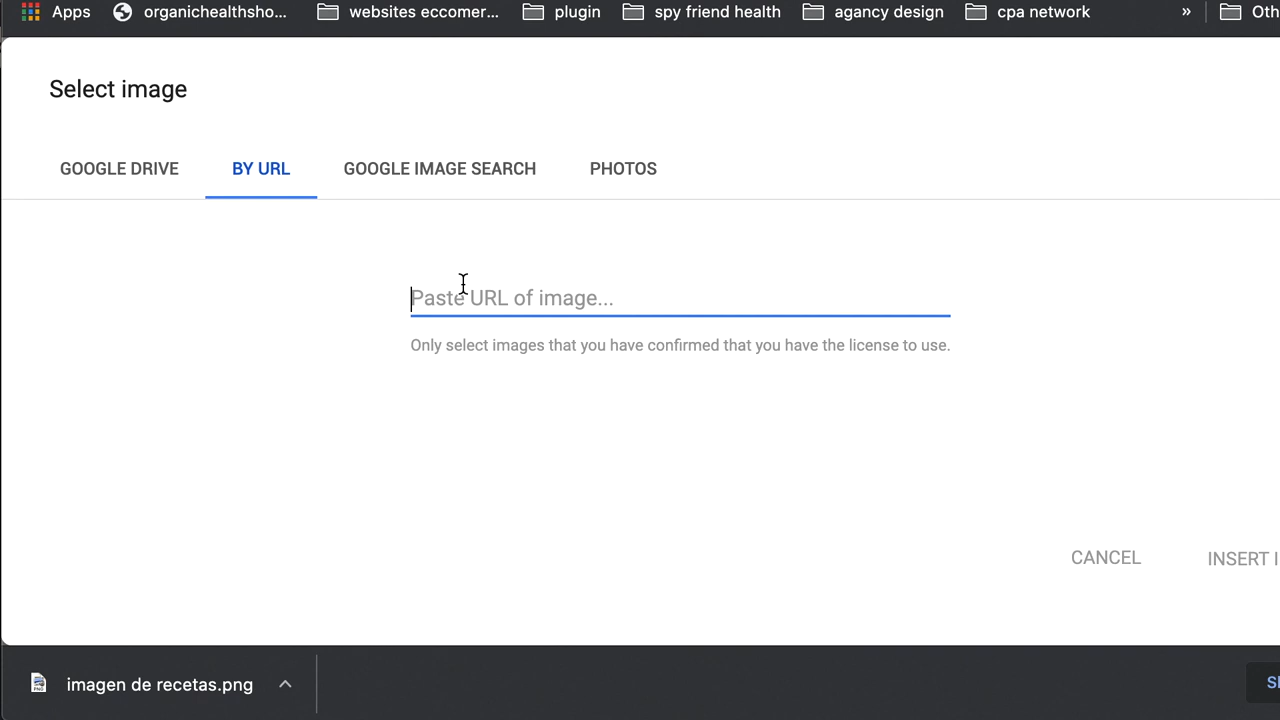 Apps organichealthsho... websites eccomer... plugin spy friend health agancy design cpa network » Oth
Select image
GOOGLE DRIVE BY URL GOOGLE IMAGE SEARCH PHOTOS
Paste URL of image...
Only select images that you have confirmed that you have the license to use.
CANCEL INSERT I
imagen de recetas.png